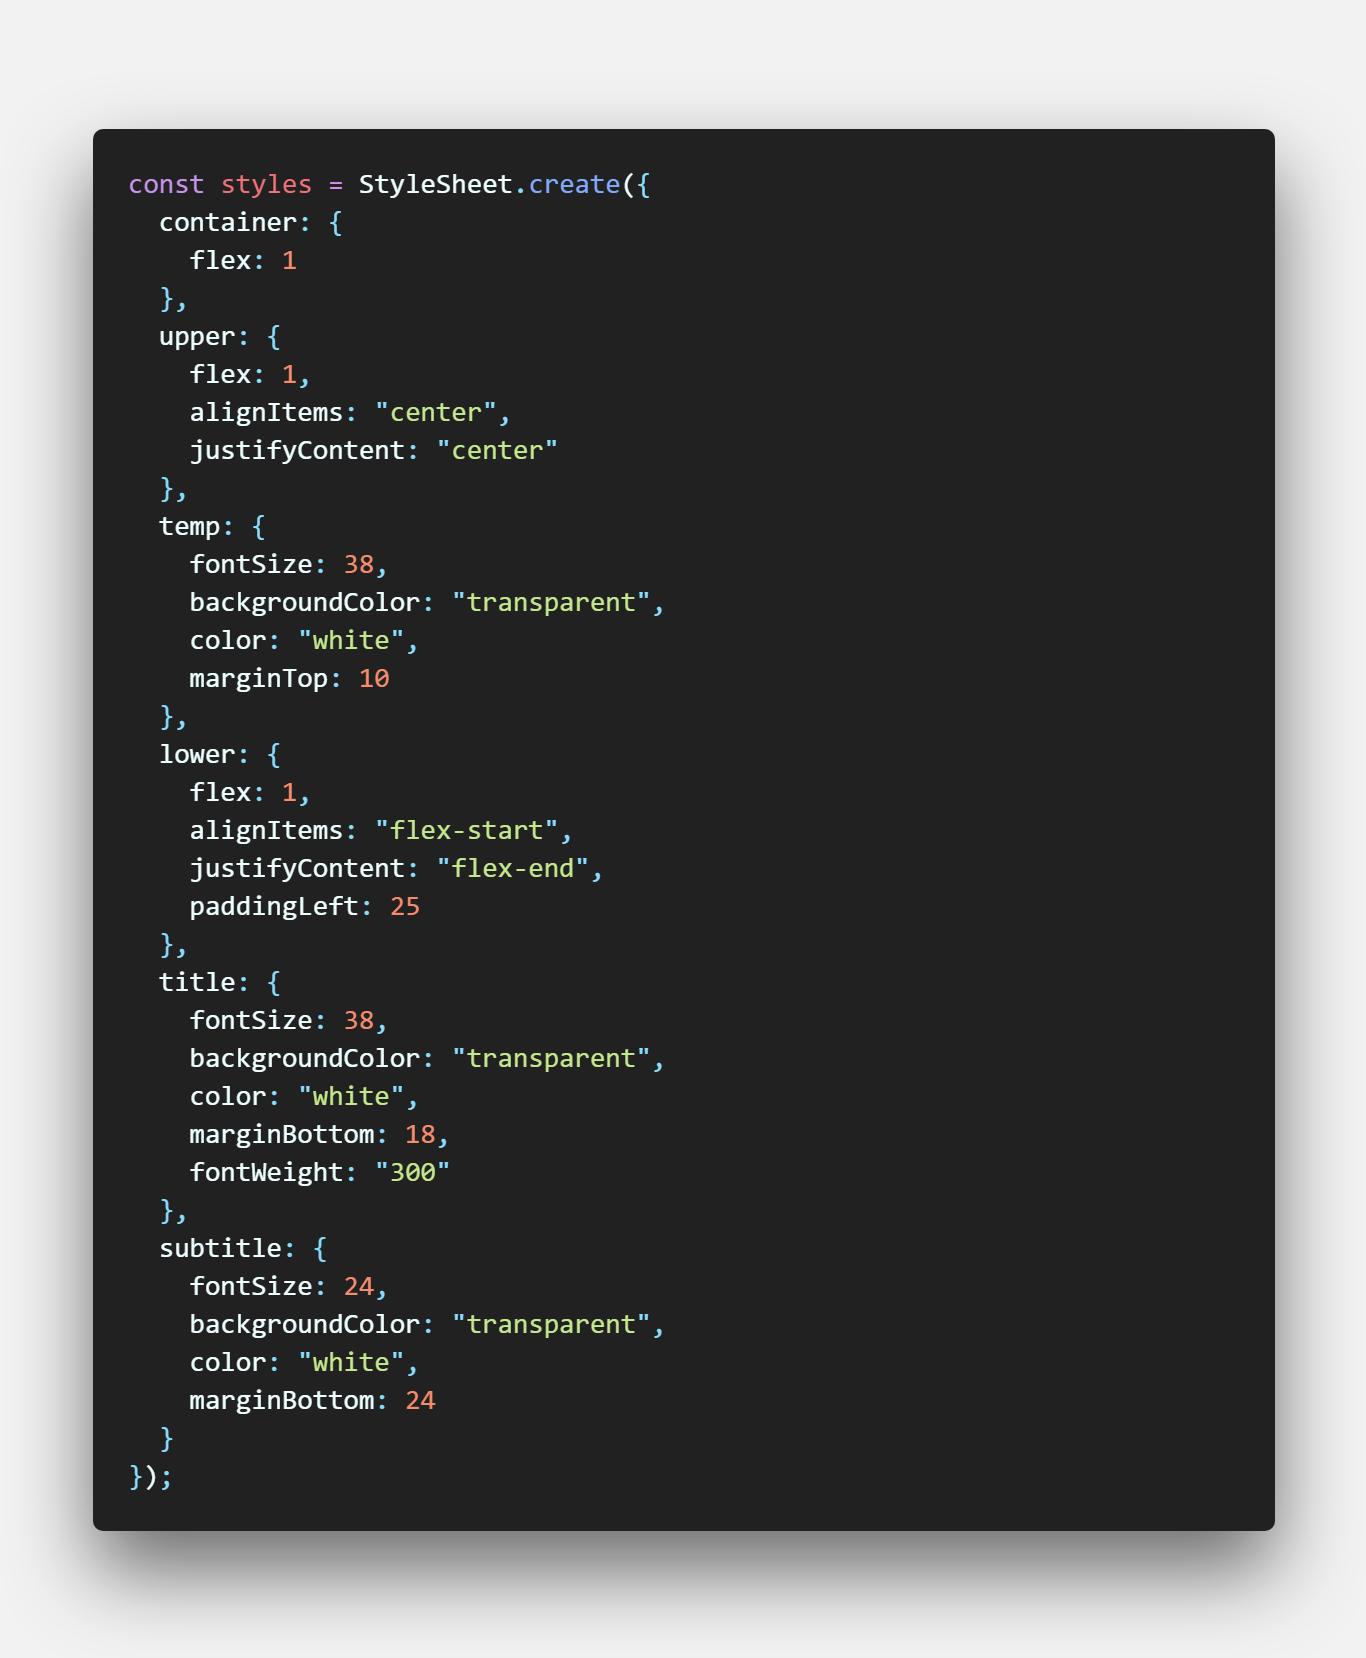 const styles = StyleSheet.create({
  container: {
    flex: 1
  },
  upper: {
    flex: 1,
    alignItems: "center",
    justifyContent: "center"
  },
  temp: {
    fontSize: 38,
    backgroundColor: "transparent",
    color: "white",
    marginTop: 10
  },
  lower: {
    flex: 1,
    alignItems: "flex-start",
    justifyContent: "flex-end",
    paddingLeft: 25
  },
  title: {
    fontSize: 38,
    backgroundColor: "transparent",
    color: "white",
    marginBottom: 18,
    fontWeight: "300"
  },
  subtitle: {
    fontSize: 24,
    backgroundColor: "transparent",
    color: "white",
    marginBottom: 24
  }
});